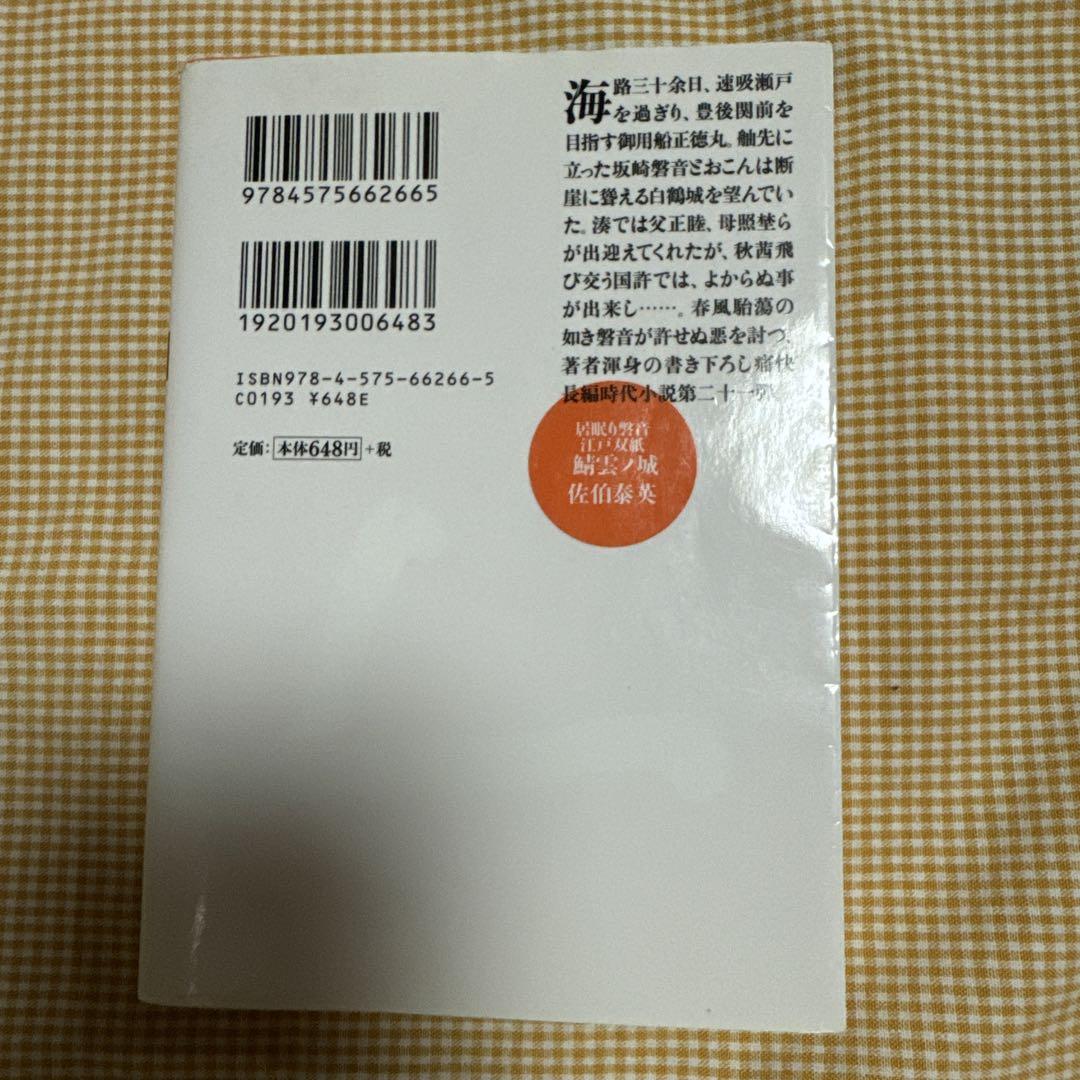 9784575662665
1920193006483
ISBN978-4-575-66266-5
C0193 ¥648E
定価:本体648円+税
海路三十余日、速吸瀬戸
を過ぎり、豊後関前を
目指す御用船正徳丸。舳先に
立った坂崎磐音とおこんは断
崖に聳える白鶴城を望んでい
た。湊では父正睦、母照埜ら
が出迎えてくれたが、秋茜飛
び交う国許では、よからぬ事
が出来し……。春風駘蕩の
如き磐音が許せぬ悪を討つ、
著者渾身の書き下ろし痛快
長編時代小説第二十一弾。
居眠り磐音
江戸双紙
鯖雲ノ城
佐伯泰英